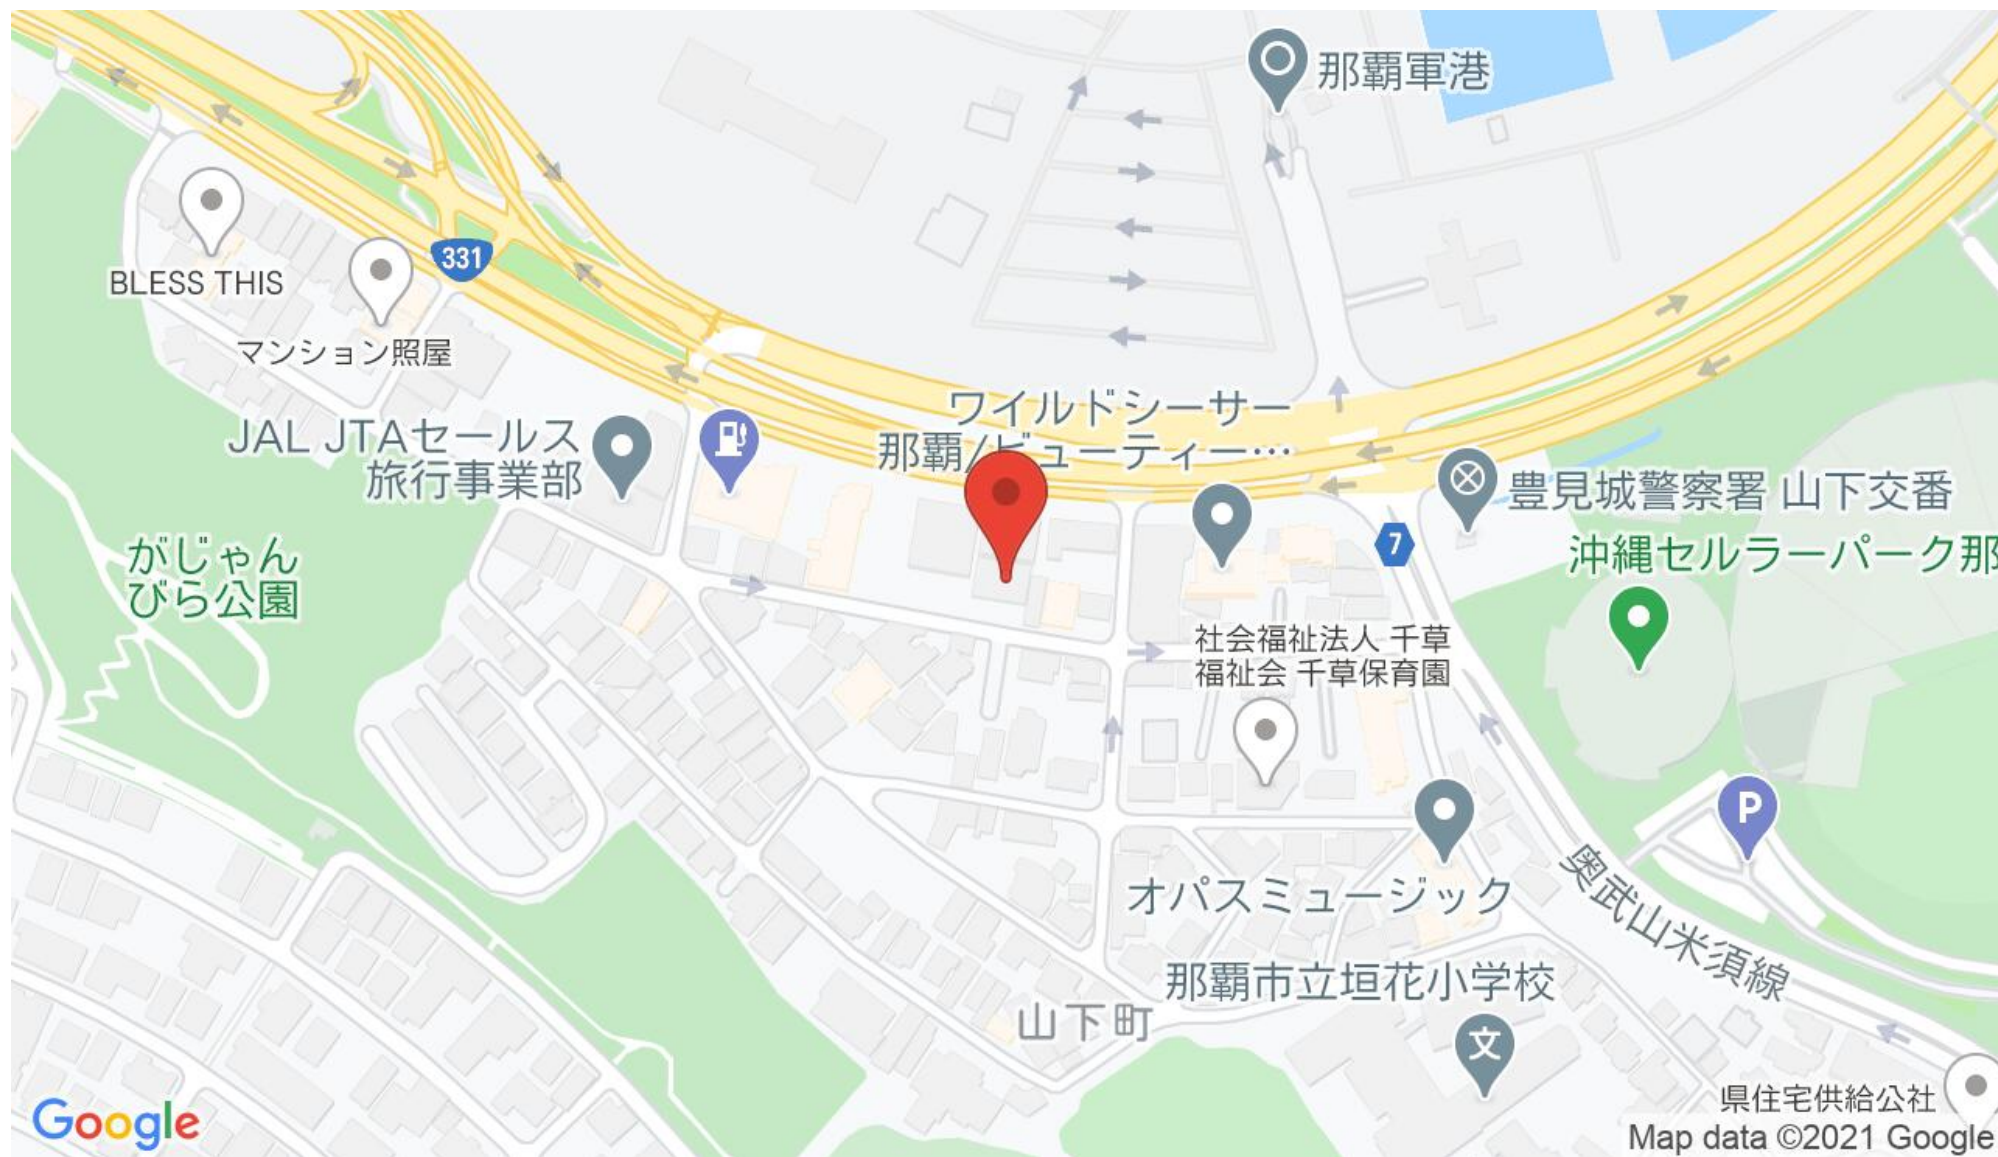 那覇軍港
331
BLESS THIS
マンション照屋
ワイルドシーサー
那覇/ビューティー…
JAL JTAセールス
旅行事業部
豊見城警察署 山下交番
7
沖縄セルラーパーク那
がじゃん
びら公園
社会福祉法人 千草
福祉会 千草保育園
P
オパスミュージック
奥武山米須線
那覇市立垣花小学校
山下町
文
県住宅供給公社
Google
Map data ©2021 Google